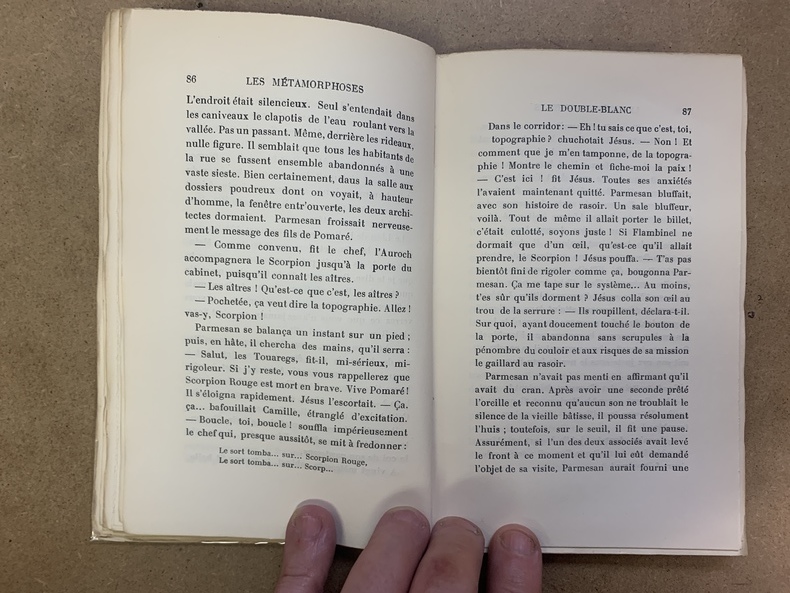 86
LES MÉTAMORPHOSES
L'endroit était silencieux. Seul s'entendait dans
les caniveaux le clapotis de l'eau roulant vers la
vallée. Pas un passant. Même, derrière les rideaux,
nulle figure. Il semblait que tous les habitants de
la rue se fussent ensemble abandonnés à une
vaste sieste. Bien certainement, dans la salle aux
dossiers poudreux dont on voyait, à hauteur
d'homme, la fenêtre entr'ouverte, les deux archi-
tectes dormaient. Parmesan froissait nerveuse-
ment le message des fils de Pomaré.
— Comme convenu, fit le chef, l'Auroch
accompagnera le Scorpion jusqu'à la porte du
cabinet, puisqu'il connaît les aîtres.
— Les aîtres ! Qu'est-ce que c'est, les aîtres ?
— Pochetée, ça veut dire la topographie. Allez !
vas-y, Scorpion !
Parmesan se balança un instant sur un pied ;
puis, en hâte, il chercha des mains, qu'il serra :
— Salut, les Touaregs, fit-il, mi-sérieux, mi-
rigoleur. Si j'y reste, vous vous rappellerez que
Scorpion Rouge est mort en brave. Vive Pomaré !
Il s'éloigna rapidement. Jésus l'escortait. — Ça.
ça... bafouillait Camille, étranglé d'excitation.
— Boucle, toi, boucle ! souffla impérieusement
le chef qui, presque aussitôt, se mit à fredonner :
Le sort tomba... sur... Scorpion Rouge,
Le sort tomba... sur... Scorp...
LE DOUBLE-BLANC
87
Dans le corridor : — Eh ! tu sais ce que c'est, toi,
topographie ? chuchotait Jésus. — Non ! Et
comment que je m'en tamponne, de la topogra-
phie ! Montre le chemin et fiche-moi la paix !
— C'est ici ! fit Jésus. Toutes ses anxiétés
l'avaient maintenant quitté. Parmesan bluffait,
avec son histoire de rasoir. Un sale bluffeur,
voilà. Tout de même il allait porter le billet,
c'était culotté, soyons juste ! Si Flambinel ne
dormait que d'un œil, qu'est-ce qu'il allait
prendre, le Scorpion ! Jésus pouffa. — T'as pas
bientôt fini de rigoler comme ça, bougonna Par-
mesan. Ça me tape sur le système... Au moins,
t'es sûr qu'ils dorment ? Jésus colla son œil au
trou de la serrure : — Ils roupillent, déclara-t-il.
Sur quoi, ayant doucement touché le bouton de
la porte, il abandonna sans scrupules à la
pénombre du couloir et aux risques de sa mission
le gaillard au rasoir.
Parmesan n'avait pas menti en affirmant qu'il
avait du cran. Après avoir une seconde prêté
l'oreille et reconnu qu'aucun son ne troublait le
silence de la vieille bâtisse, il poussa résolument
l'huis ; toutefois, sur le seuil, il fit une pause.
Assurément, si l'un des deux associés avait levé
le front à ce moment et qu'il lui eût demandé
l'objet de sa visite, Parmesan aurait fourni une